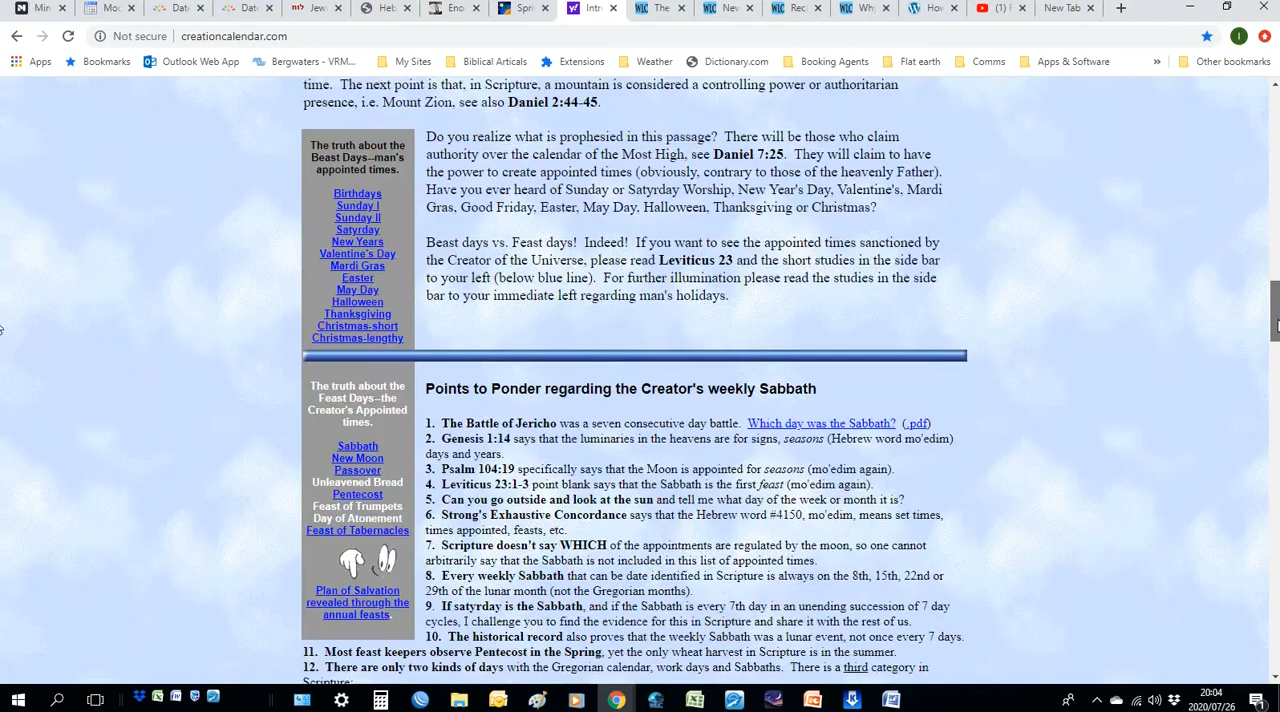 Min
Mo
Date
Date
Jew
Heb
Eno
Spri
Intro
The
New
Reck
Why
How
(1)
New Tab
Not secure
creationcalendar.com
Apps
Bookmarks
Outlook Web App
Bergwaters - VRM...
My Sites
Biblical Articals
Extensions
Weather
Dictionary.com
Booking Agents
Flat earth
Comms
Apps & Software
»
Other bookmarks
time. The next point is that, in Scripture, a mountain is considered a controlling power or authoritarian
presence, i.e. Mount Zion, see also Daniel 2:44-45.
The truth about the
Beast Days--man's
appointed times.
Birthdays
Sunday I
Sunday II
Satyrday
New Years
Valentine's Day
Mardi Gras
Easter
May Day
Halloween
Thanksgiving
Christmas-short
Christmas-lengthy
Do you realize what is prophesied in this passage? There will be those who claim
authority over the calendar of the Most High, see Daniel 7:25. They will claim to have
the power to create appointed times (obviously, contrary to those of the heavenly Father).
Have you ever heard of Sunday or Satyrday Worship, New Year's Day, Valentine's, Mardi
Gras, Good Friday, Easter, May Day, Halloween, Thanksgiving or Christmas?
Beast days vs. Feast days! Indeed! If you want to see the appointed times sanctioned by
the Creator of the Universe, please read Leviticus 23 and the short studies in the side bar
to your left (below blue line). For further illumination please read the studies in the side
bar to your immediate left regarding man's holidays.
The truth about the
Feast Days--the
Creator's Appointed
times.
Sabbath
New Moon
Passover
Unleavened Bread
Pentecost
Feast of Trumpets
Day of Atonement
Feast of Tabernacles
Plan of Salvation
revealed through the
annual feasts.
Points to Ponder regarding the Creator's weekly Sabbath
1. The Battle of Jericho was a seven consecutive day battle. Which day was the Sabbath? (.pdf)
2. Genesis 1:14 says that the luminaries in the heavens are for signs, seasons (Hebrew word mo'edim)
days and years.
3. Psalm 104:19 specifically says that the Moon is appointed for seasons (mo'edim again).
4. Leviticus 23:1-3 point blank says that the Sabbath is the first feast (mo'edim again).
5. Can you go outside and look at the sun and tell me what day of the week or month it is?
6. Strong's Exhaustive Concordance says that the Hebrew word #4150, mo'edim, means set times,
times appointed, feasts, etc.
7. Scripture doesn't say WHICH of the appointments are regulated by the moon, so one cannot
arbitrarily say that the Sabbath is not included in this list of appointed times.
8. Every weekly Sabbath that can be date identified in Scripture is always on the 8th, 15th, 22nd or
29th of the lunar month (not the Gregorian months).
9. If satyrday is the Sabbath, and if the Sabbath is every 7th day in an unending succession of 7 day
cycles, I challenge you to find the evidence for this in Scripture and share it with the rest of us.
10. The historical record also proves that the weekly Sabbath was a lunar event, not once every 7 days.
11. Most feast keepers observe Pentecost in the Spring, yet the only wheat harvest in Scripture is in the summer.
12. There are only two kinds of days with the Gregorian calendar, work days and Sabbaths. There is a third category in
Scripture:
20:04
2020/07/26